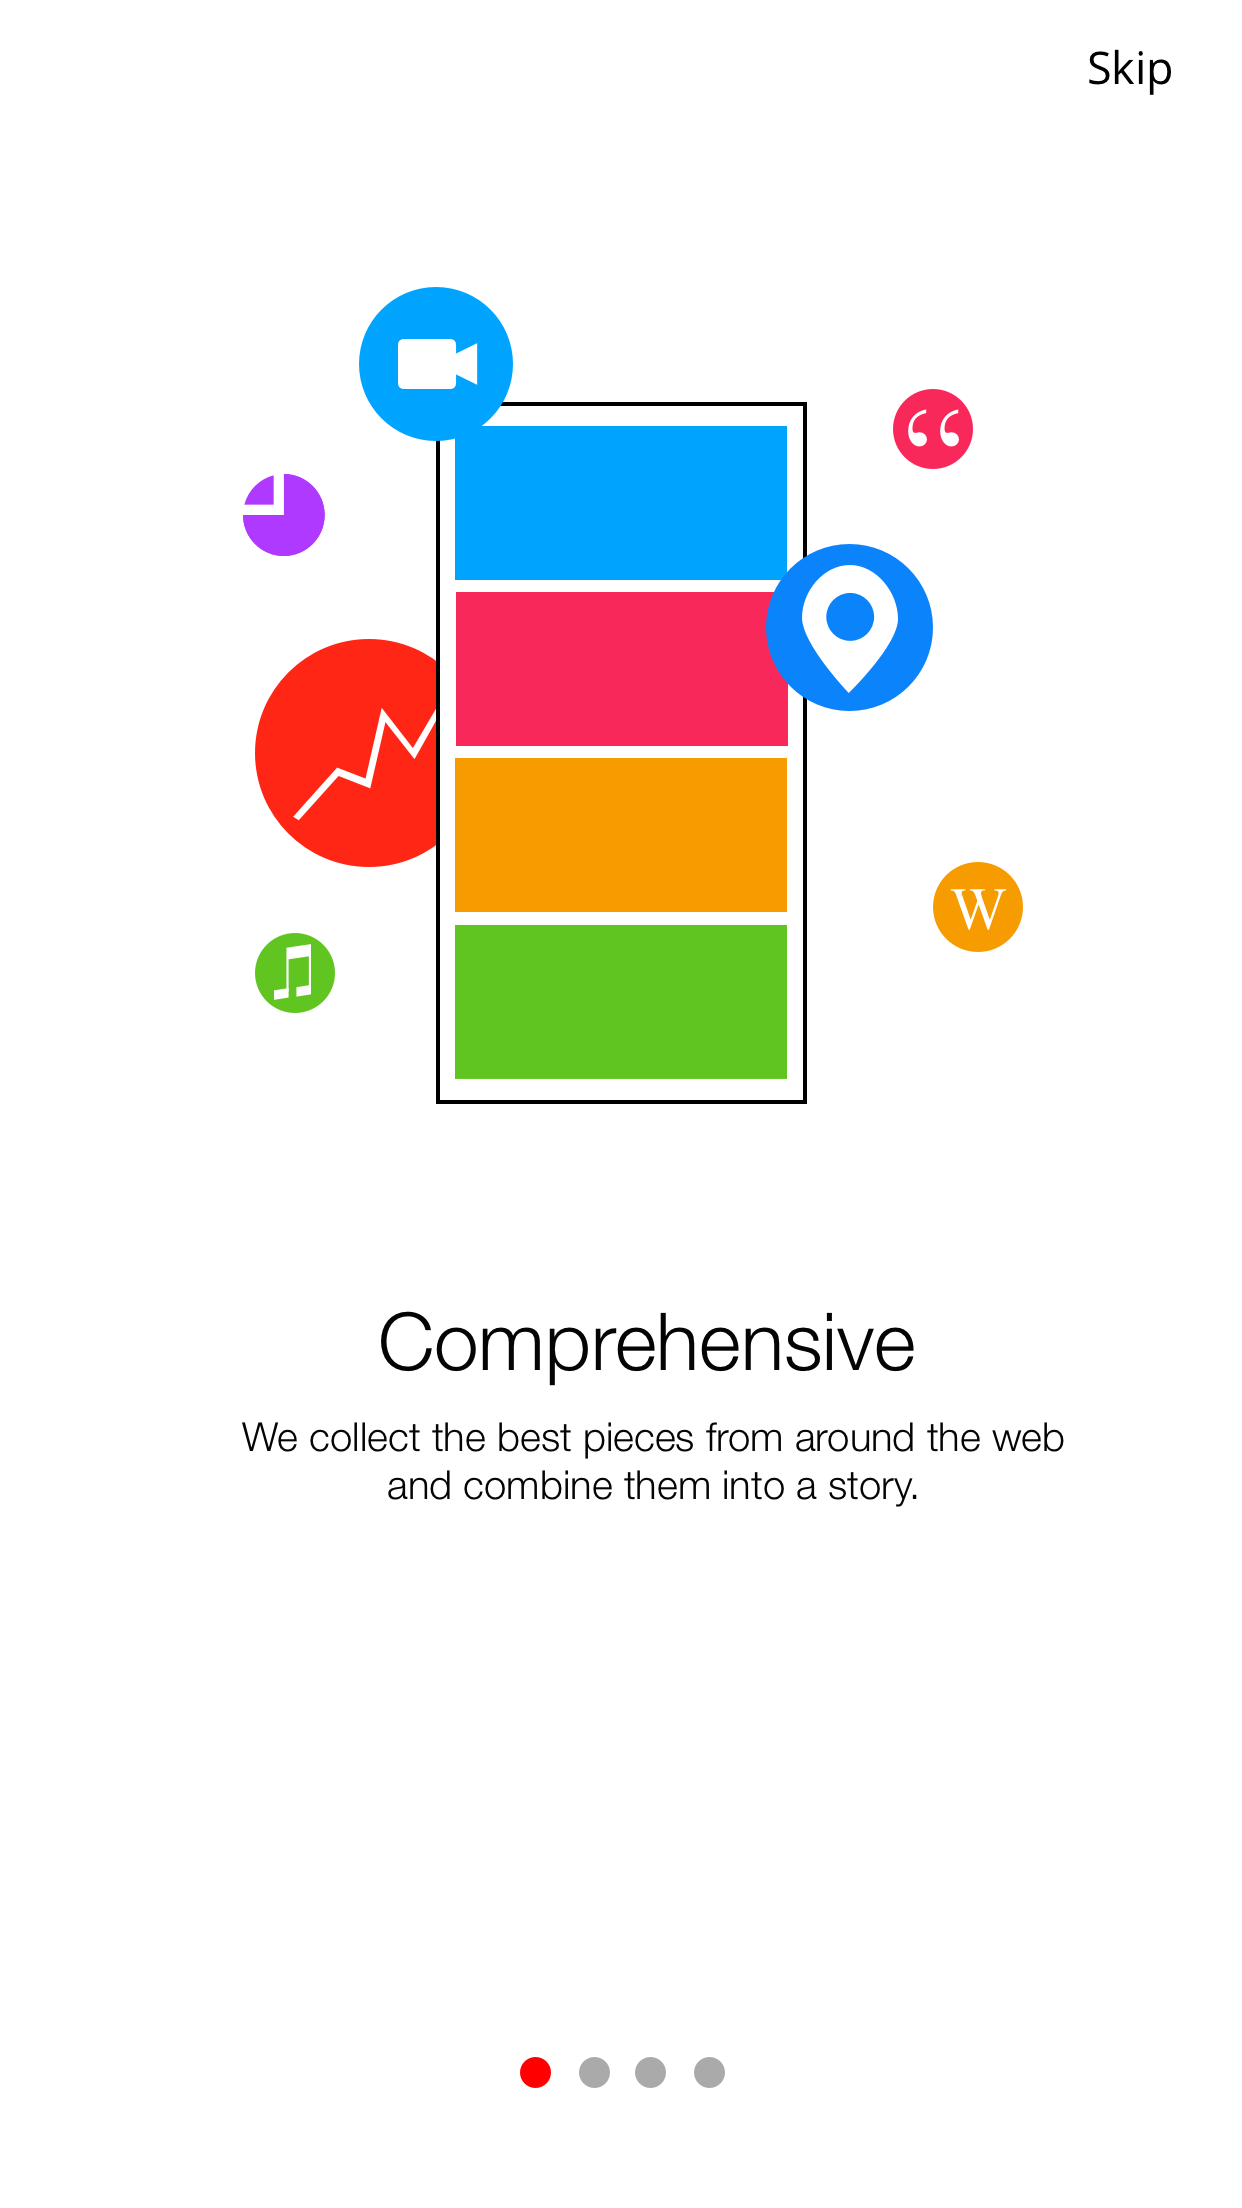 Skip
W
Comprehensive
We collect the best pieces from around the web
and combine them into a story.